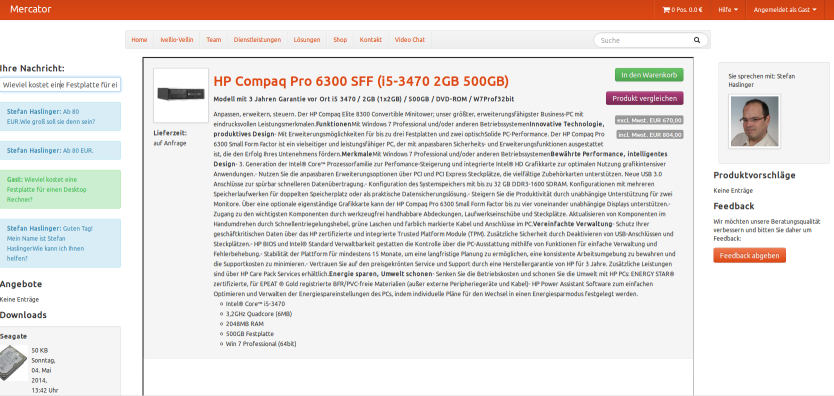 Mercator
0 Pos. 0.0 €
Hilfe
Angemeldet als Gast
Home
Ivellio-Vellin
Team
Dienstleistungen
Lösungen
Shop
Kontakt
Video Chat
Suche
Ihre Nachricht:
Wieviel kostet eine Festplatte für ei
Stefan Haslinger: Ab 80
EUR.Wie groß soll sie denn sein?
Stefan Haslinger: Ab 80 EUR.
Gast: Wieviel kostet eine
Festplatte für einen Desktop
Rechner?
Stefan Haslinger: Guten Tag!
Mein Name ist Stefan
HaslingerWie kann ich Ihnen
helfen?
Angebote
Keine Einträge
Downloads
Seagate
50 KB
Sonntag,
04. Mai
2014,
13:42 Uhr
Lieferzeit:
auf Anfrage
HP Compaq Pro 6300 SFF (i5-3470 2GB 500GB)
In den Warenkorb
Modell mit 3 Jahren Garantie vor Ort i5 3470 / 2GB (1x2GB) / 500GB / DVD-ROM / W7Prof32bit
Produkt vergleichen
excl. Mwst. EUR 670,00
incl. Mwst. EUR 804,00
Anpassen, erweitern, steuern. Der HP Compaq Elite 8300 Convertible Minitower; unser größter, erweiterungsfähigster Business-PC mit
eindrucksvollen Leistungsmerkmalen.FunktionenMit Windows 7 Professional und/oder anderen BetriebssystemenInnovative Technologie,
produktives Design- Mit Erweiterungsmöglichkeiten für bis zu drei Festplatten und zwei optischSolide PC-Performance. Der HP Compaq Pro
6300 Small Form Factor ist ein vielseitiger und leistungsfähiger PC, der mit anpassbaren Sicherheits- und Erweiterungsfunktionen ausgestattet
ist, die den Erfolg Ihres Unternehmens fördern.MerkmaleMit Windows 7 Professional und/oder anderen BetriebssystemenBewährte Performance, intelligentes
Design- 3. Generation der Intel® Core™ Prozessorfamilie zur Perfomance-Steigerung und integrierte Intel® HD Grafikkarte zur optimalen Nutzung grafikintensiver
Anwendungen.- Nutzen Sie die anpassbaren Erweiterungsoptionen über PCI und PCI Express Steckplätze, die vielfältige Zubehörkarten unterstützen. Neue USB 3.0
Anschlüsse zur spürbar schnelleren Datenübertragung.- Konfiguration des Systemspeichers mit bis zu 32 GB DDR3-1600 SDRAM. Konfigurationen mit mehreren
Speicherlaufwerken für doppelten Speicherplatz oder als praktische Datensicherungslösung.- Steigern Sie die Produktivität durch unabhängige Unterstützung für zwei
Monitore. Über eine optionale eigenständige Grafikkarte kann der HP Compaq Pro 6300 Small Form Factor bis zu vier voneinander unabhängige Displays unterstützen.-
Zugang zu den wichtigsten Komponenten durch werkzeugfrei handhabbare Abdeckungen, Laufwerkseinschübe und Steckplätze. Aktualisieren von Komponenten im
Handumdrehen durch Schnellentriegelungshebel, grüne Laschen und farblich markierte Kabel und Anschlüsse im PC.Vereinfachte Verwaltung- Schutz Ihrer
geschäftskritischen Daten über das HP zertifizierte und integrierte Trusted Platform Module (TPM). Zusätzliche Sicherheit durch Deaktivieren von USB-Anschlüssen und
Steckplätzen.- HP BIOS und Intel® Standard Verwaltbarkeit gestatten die Kontrolle über die PC-Ausstattung mithilfe von Funktionen für einfache Verwaltung und
Fehlerbehebung.- Stabilität der Plattform für mindestens 15 Monate, um eine langfristige Planung zu ermöglichen, eine konsistente Arbeitsumgebung zu bewahren und
die Supportkosten zu minimieren.- Vertrauen Sie auf den preisgekrönten Service und Support durch eine Herstellergarantie von HP für 3 Jahre. Zusätzliche Leistungen
sind über HP Care Pack Services erhältlich.Energie sparen, Umwelt schonen- Senken Sie die Betriebskosten und schonen Sie die Umwelt mit HP PCs: ENERGY STAR®
zertifizierte, für EPEAT ® Gold registrierte BFR/PVC-freie Materialien (außer externe Peripheriegeräte und Kabel)- HP Power Assistant Software zum einfachen
Optimieren und Verwalten der Energiespareinstellungen des PCs, indem individuelle Pläne für den Wechsel in einen Energiesparmodus festgelegt werden.
Intel® Core™ i5-3470
3,2GHz Quadcore (6MB)
2048MB RAM
500GB Festplatte
Win 7 Professional (64bit)
Sie sprechen mit: Stefan
Haslinger
Produktvorschläge
Keine Einträge
Feedback
Wir möchten unsere Beratungsqualität
verbessern und bitten Sie daher um
Feedback:
Feedback abgeben